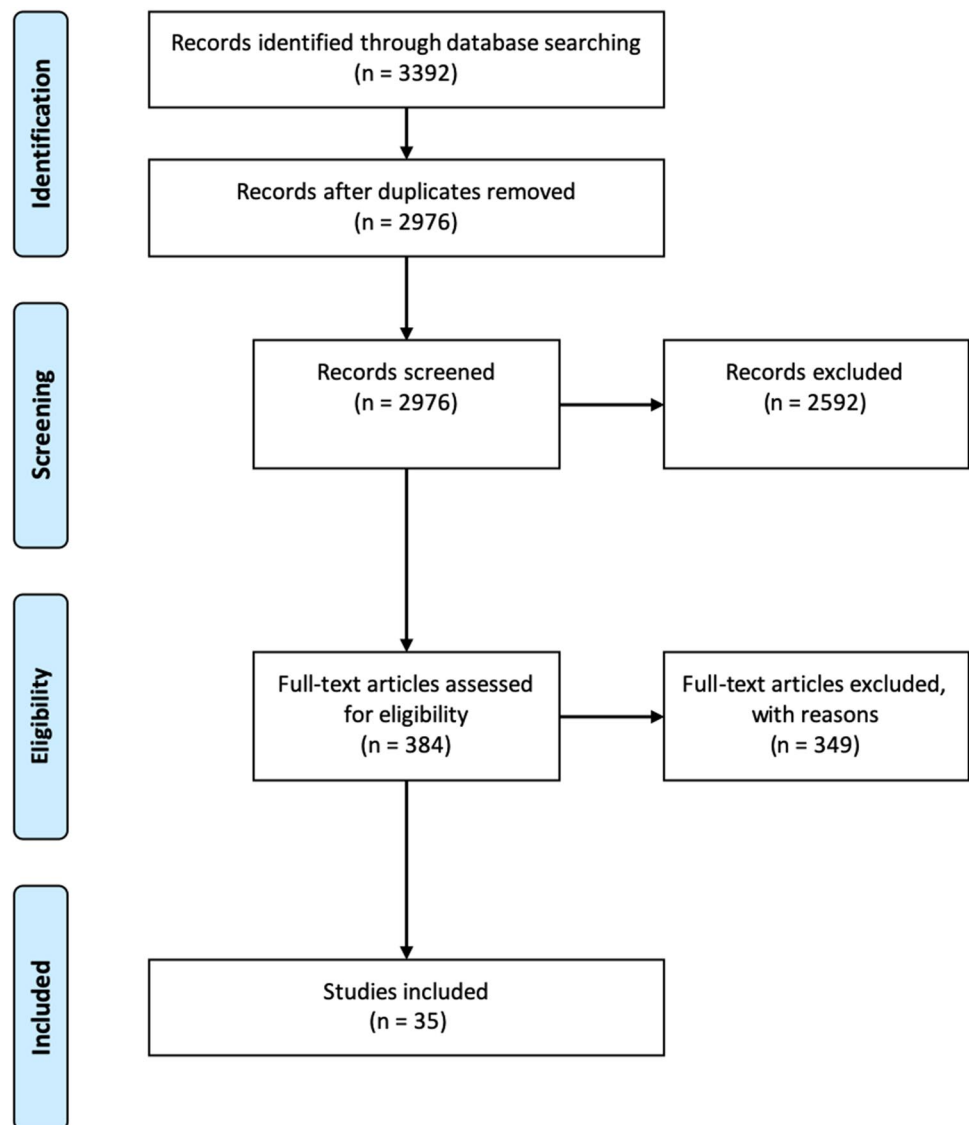 Identification
Records identified through database searching
(n = 3392)
Records after duplicates removed
(n = 2976)
Screening
Records screened
(n = 2976)
Records excluded
(n = 2592)
Eligibility
Full-text articles assessed
for eligibility
(n = 384)
Full-text articles excluded,
with reasons
(n = 349)
Included
Studies included
(n = 35)